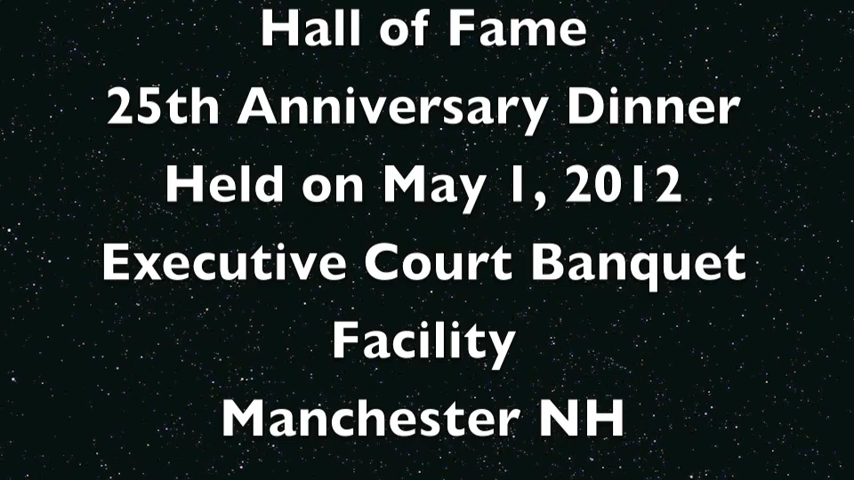 Hall of Fame
25th Anniversary Dinner
Held on May 1, 2012
Executive Court Banquet
Facility
Manchester NH